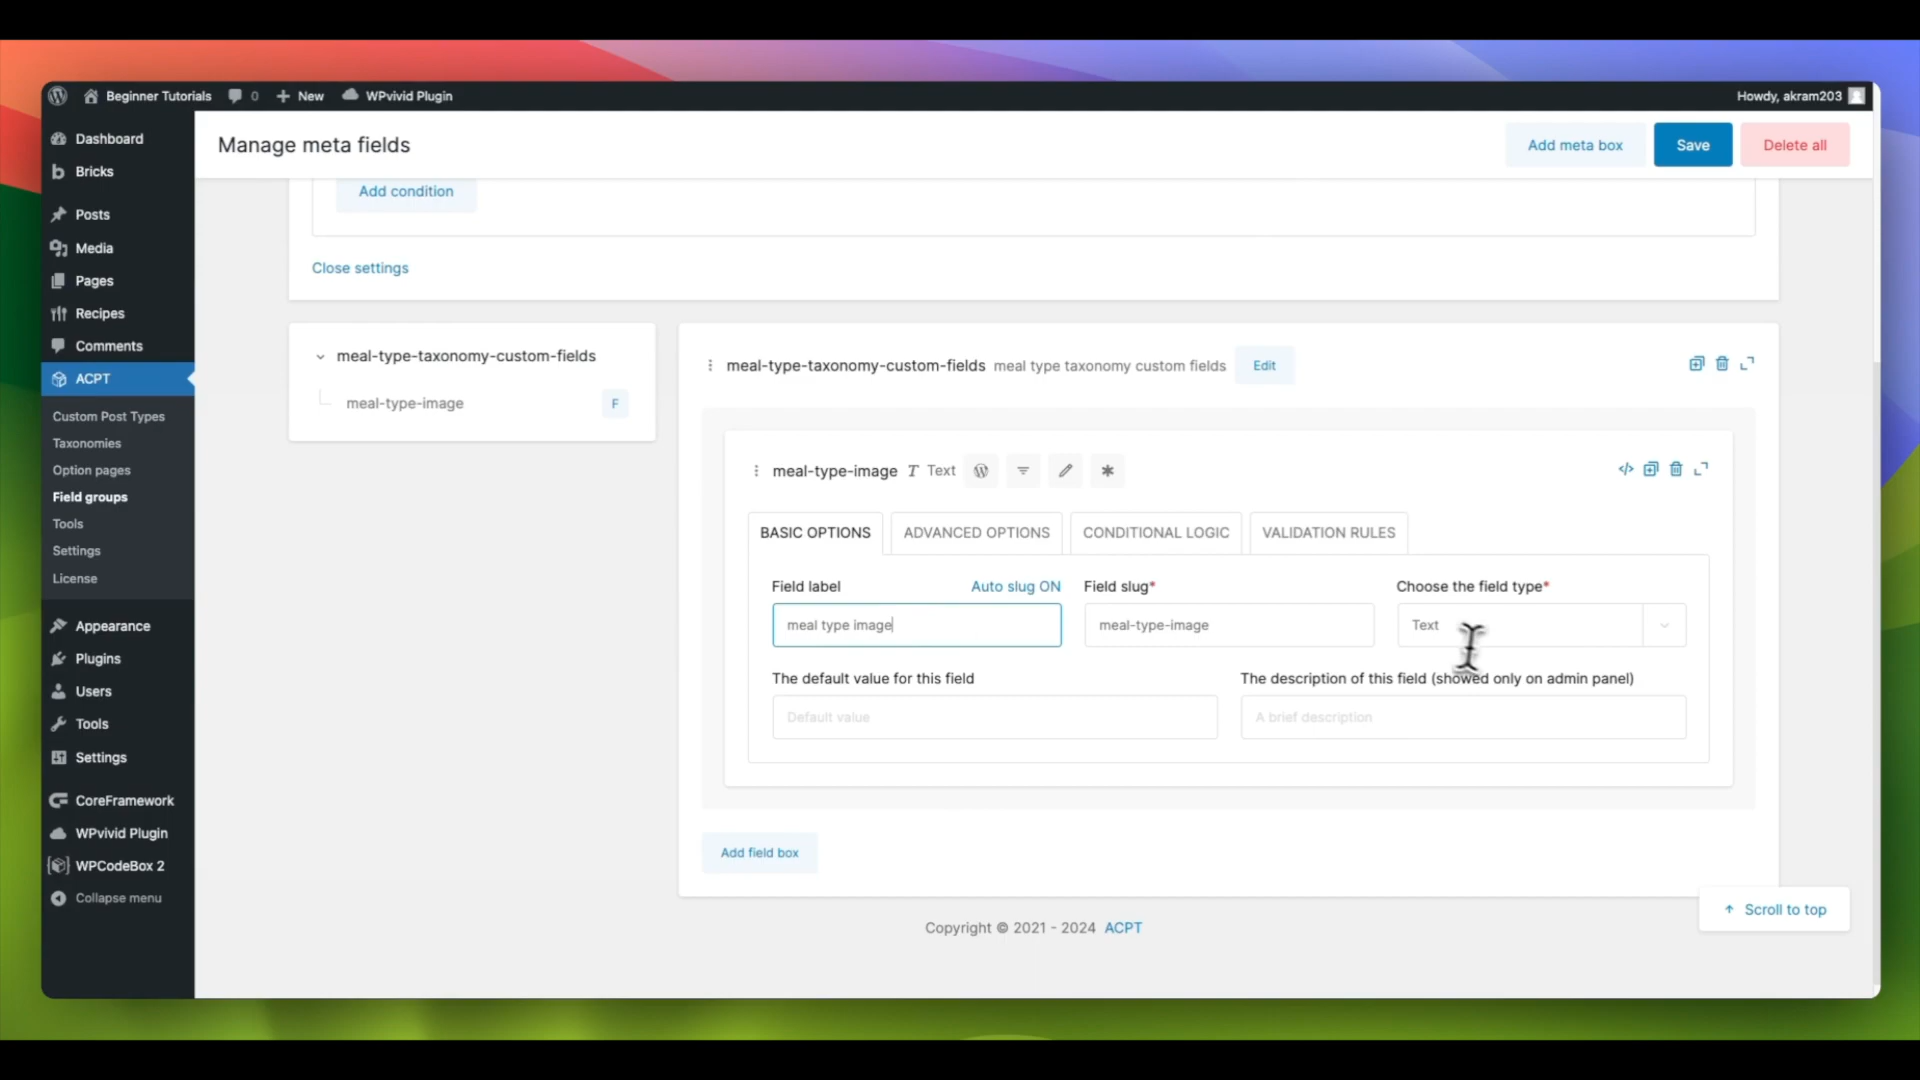 Beginner Tutorials 0 New WPvivid Plugin Howdy, akram203
Dashboard
Bricks
Posts
Media
Pages
Recipes
Comments
ACPT
Custom Post Types
Taxonomies
Option pages
Field groups
Tools
Settings
License
Appearance
Plugins
Users
Tools
Settings
CoreFramework
WPvivid Plugin
WPCodeBox 2
Collapse menu
Manage meta fields
Add meta box Save Delete all
Add condition
Close settings
meal-type-taxonomy-custom-fields
meal-type-image F
meal-type-taxonomy-custom-fields meal type taxonomy custom fields Edit
meal-type-image T Text
BASIC OPTIONS ADVANCED OPTIONS CONDITIONAL LOGIC VALIDATION RULES
Field label Auto slug ON Field slug* Choose the field type*
meal type image meal-type-image Text
The default value for this field The description of this field (showed only on admin panel)
Default value A brief description
Add field box
Scroll to top
Copyright © 2021 - 2024 ACPT